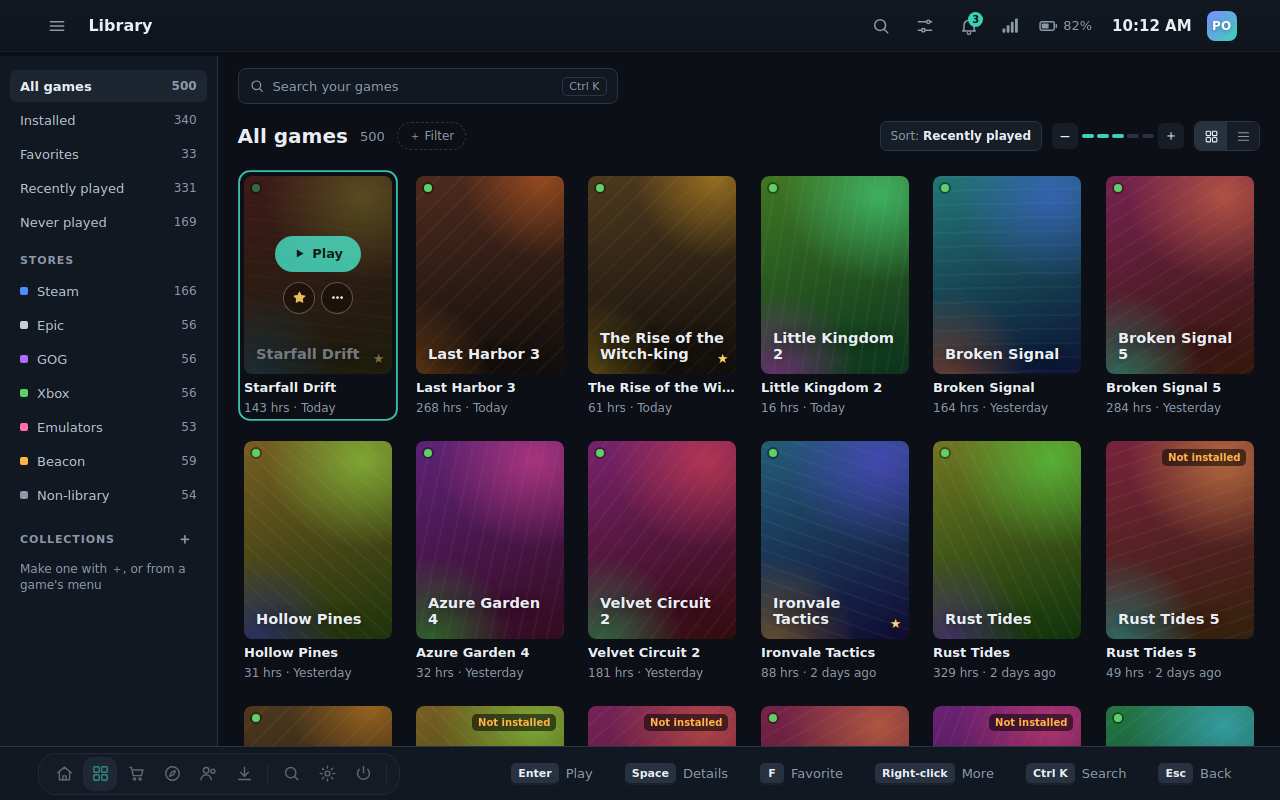 Library
3
82%
10:12 AM
PO
All games 500
Installed 340
Favorites 33
Recently played 331
Never played 169
STORES
Steam 166
Epic 56
GOG 56
Xbox 56
Emulators 53
Beacon 59
Non-library 54
COLLECTIONS +
Make one with +, or from a
game's menu
Search your games Ctrl K
All games 500 + Filter
Sort: Recently played
Play
Starfall Drift
Starfall Drift
143 hrs · Today
Last Harbor 3
Last Harbor 3
268 hrs · Today
The Rise of the
Witch-king
The Rise of the Wi…
61 hrs · Today
Little Kingdom
2
Little Kingdom 2
16 hrs · Today
Broken Signal
Broken Signal
164 hrs · Yesterday
Broken Signal
5
Broken Signal 5
284 hrs · Yesterday
Hollow Pines
Hollow Pines
31 hrs · Yesterday
Azure Garden
4
Azure Garden 4
32 hrs · Yesterday
Velvet Circuit
2
Velvet Circuit 2
181 hrs · Yesterday
Ironvale
Tactics
Ironvale Tactics
88 hrs · 2 days ago
Rust Tides
Rust Tides
329 hrs · 2 days ago
Not installed
Rust Tides 5
Rust Tides 5
49 hrs · 2 days ago
Not installed
Not installed
Not installed
Enter Play
Space Details
F Favorite
Right-click More
Ctrl K Search
Esc Back